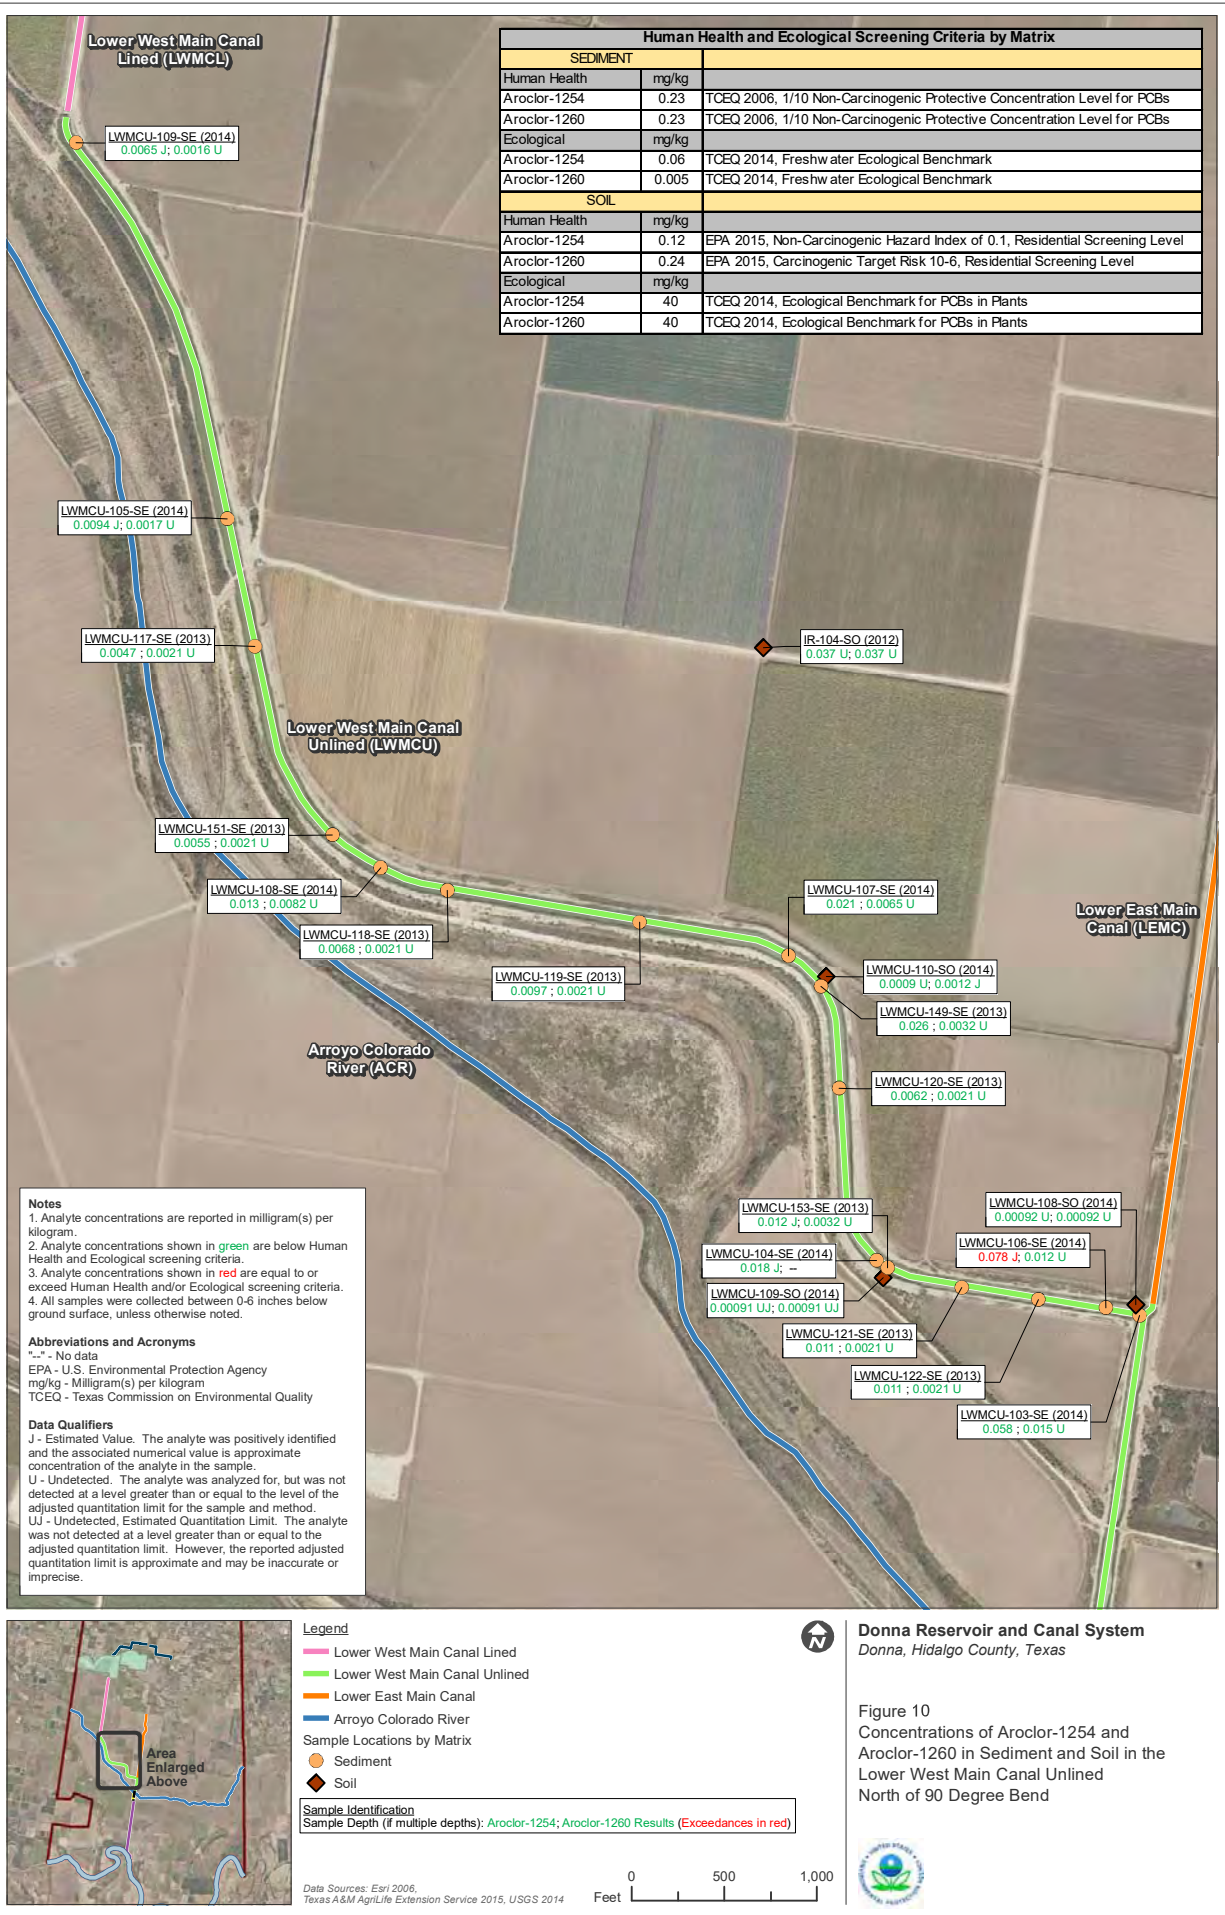 Lower West Main Canal
Lined (LWMCL)
Human Health and Ecological Screening Criteria by Matrix
SEDIMENT
Human Health mg/kg
Aroclor-1254 0.23 TCEQ 2006, 1/10 Non-Carcinogenic Protective Concentration Level for PCBs
Aroclor-1260 0.23 TCEQ 2006, 1/10 Non-Carcinogenic Protective Concentration Level for PCBs
Ecological mg/kg
Aroclor-1254 0.06 TCEQ 2014, Freshwater Ecological Benchmark
Aroclor-1260 0.005 TCEQ 2014, Freshwater Ecological Benchmark
SOIL
Human Health mg/kg
Aroclor-1254 0.12 EPA 2015, Non-Carcinogenic Hazard Index of 0.1, Residential Screening Level
Aroclor-1260 0.24 EPA 2015, Carcinogenic Target Risk 10-6, Residential Screening Level
Ecological mg/kg
Aroclor-1254 40 TCEQ 2014, Ecological Benchmark for PCBs in Plants
Aroclor-1260 40 TCEQ 2014, Ecological Benchmark for PCBs in Plants
LWMCU-109-SE (2014)
0.0065 J; 0.0016 U
LWMCU-105-SE (2014)
0.0094 J; 0.0017 U
LWMCU-117-SE (2013)
0.0047 ; 0.0021 U
IR-104-SO (2012)
0.037 U; 0.037 U
Lower West Main Canal
Unlined (LWMCU)
LWMCU-151-SE (2013)
0.0055 ; 0.0021 U
LWMCU-108-SE (2014)
0.013 ; 0.0082 U
LWMCU-118-SE (2013)
0.0068 ; 0.0021 U
LWMCU-119-SE (2013)
0.0097 ; 0.0021 U
LWMCU-107-SE (2014)
0.021 ; 0.0065 U
Lower East Main
Canal (LEMC)
LWMCU-110-SO (2014)
0.0009 U; 0.0012 J
LWMCU-149-SE (2013)
0.026 ; 0.0032 U
Arroyo Colorado
River (ACR)
LWMCU-120-SE (2013)
0.0062 ; 0.0021 U
LWMCU-153-SE (2013)
0.012 J; 0.0032 U
LWMCU-108-SO (2014)
0.00092 U; 0.00092 U
LWMCU-104-SE (2014)
0.018 J; --
LWMCU-106-SE (2014)
0.078 J; 0.012 U
LWMCU-109-SO (2014)
0.00091 UJ; 0.00091 UJ
LWMCU-121-SE (2013)
0.011 ; 0.0021 U
LWMCU-122-SE (2013)
0.011 ; 0.0021 U
LWMCU-103-SE (2014)
0.058 ; 0.015 U
Notes
1. Analyte concentrations are reported in milligram(s) per
kilogram.
2. Analyte concentrations shown in green are below Human
Health and Ecological screening criteria.
3. Analyte concentrations shown in red are equal to or
exceed Human Health and/or Ecological screening criteria.
4. All samples were collected between 0-6 inches below
ground surface, unless otherwise noted.
Abbreviations and Acronyms
"--" - No data
EPA - U.S. Environmental Protection Agency
mg/kg - Milligram(s) per kilogram
TCEQ - Texas Commission on Environmental Quality
Data Qualifiers
J - Estimated Value. The analyte was positively identified
and the associated numerical value is approximate
concentration of the analyte in the sample.
U - Undetected. The analyte was analyzed for, but was not
detected at a level greater than or equal to the level of the
adjusted quantitation limit for the sample and method.
UJ - Undetected, Estimated Quantitation Limit. The analyte
was not detected at a level greater than or equal to the
adjusted quantitation limit. However, the reported adjusted
quantitation limit is approximate and may be inaccurate or
imprecise.
Area
Enlarged
Above
Legend
Lower West Main Canal Lined
Lower West Main Canal Unlined
Lower East Main Canal
Arroyo Colorado River
Sample Locations by Matrix
Sediment
Soil
Sample Identification
Sample Depth (if multiple depths): Aroclor-1254; Aroclor-1260 Results (Exceedances in red)
Data Sources: Esri 2006,
Texas A&M AgriLife Extension Service 2015, USGS 2014
N
0 500 1,000
Feet
Donna Reservoir and Canal System
Donna, Hidalgo County, Texas
Figure 10
Concentrations of Aroclor-1254 and
Aroclor-1260 in Sediment and Soil in the
Lower West Main Canal Unlined
North of 90 Degree Bend